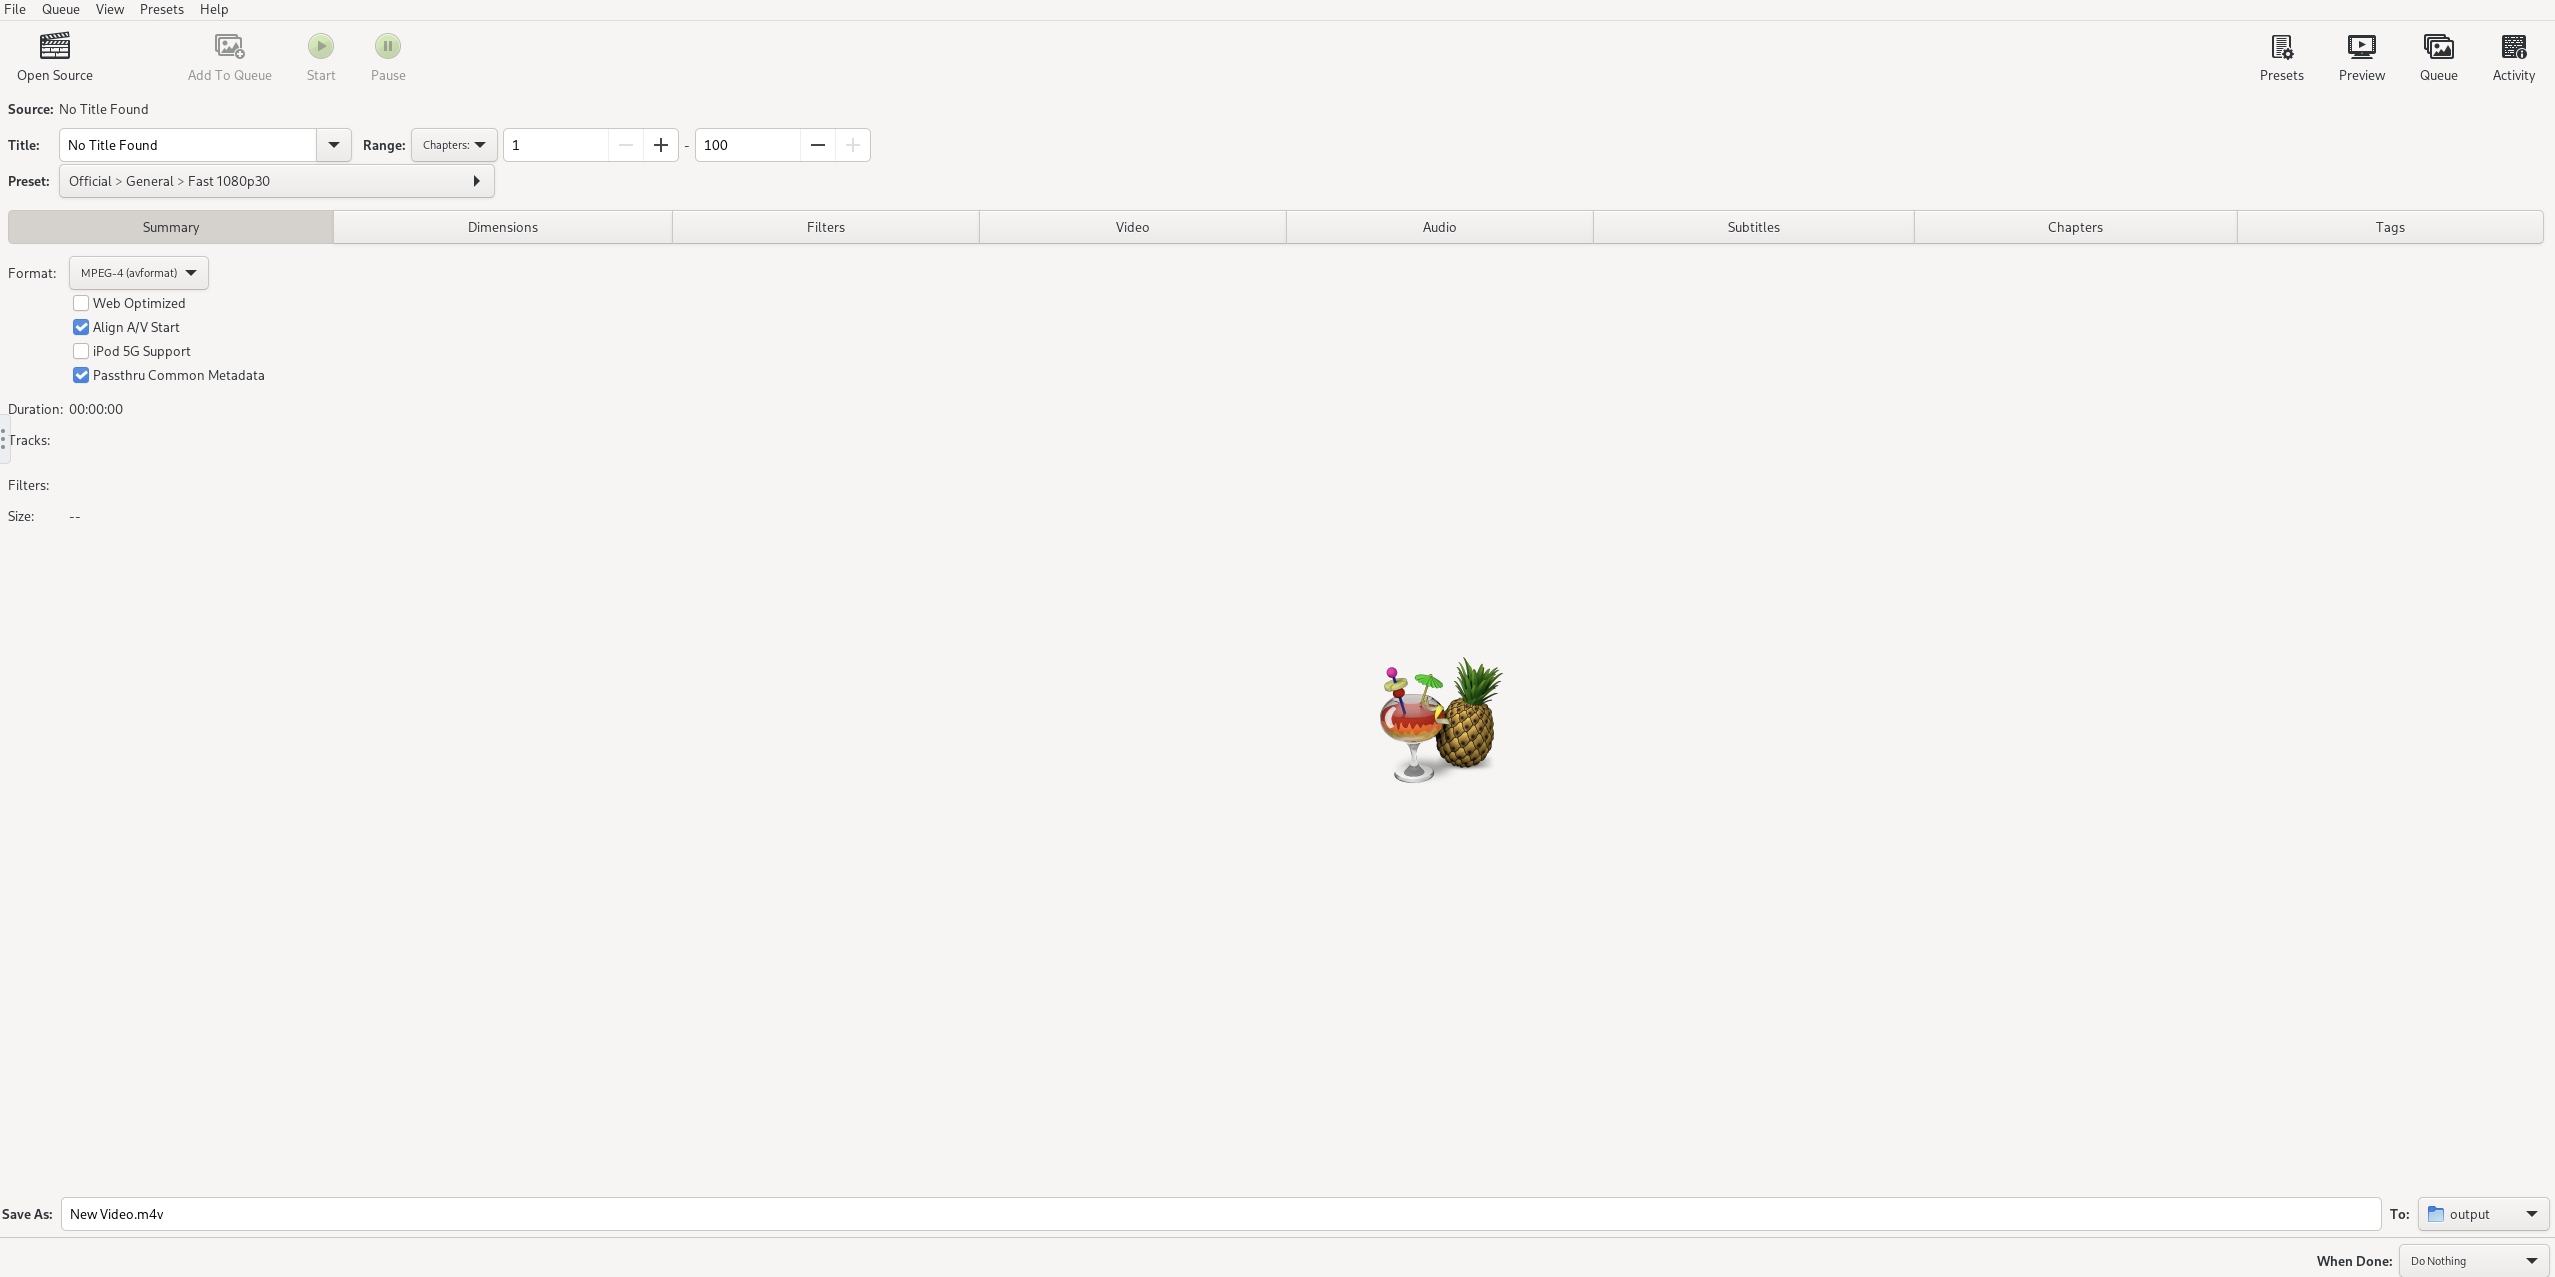 File Queue View Presets Help
Open Source Add To Queue Start Pause Presets Preview Queue Activity
Source: No Title Found
Title: No Title Found Range: Chapters: 1 - 100
Preset: Official > General > Fast 1080p30
Summary Dimensions Filters Video Audio Subtitles Chapters Tags
Format: MPEG-4 (avformat)
Web Optimized
Align A/V Start
iPod 5G Support
Passthru Common Metadata
Duration: 00:00:00
Tracks:
Filters:
Size: --
Save As: New Video.m4v To: output
When Done: Do Nothing